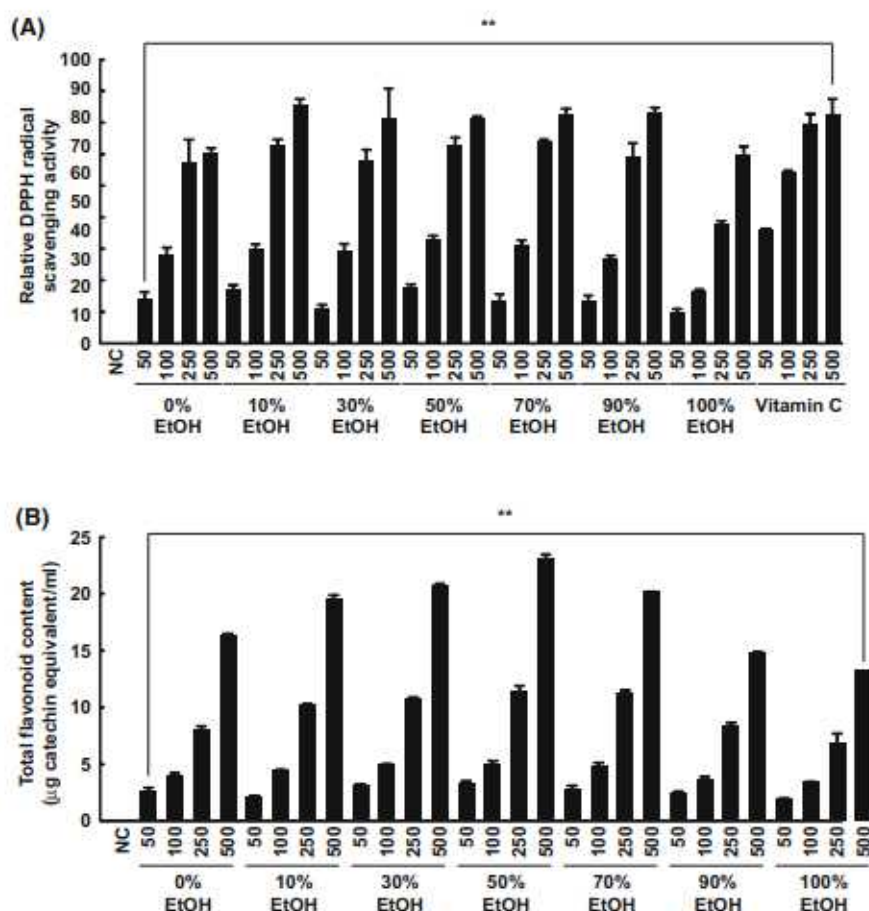 (A)
**
Relative DPPH radical
scavenging activity
100
90
80
70
60
50
40
30
20
10
0
NC 50 100 250 500 50 100 250 500 50 100 250 500 50 100 250 500 50 100 250 500 50 100 250 500 50 100 250 500 50 100 250 500
0% 10% 30% 50% 70% 90% 100% Vitamin C
EtOH EtOH EtOH EtOH EtOH EtOH EtOH
(B)
**
Total flavonoid content
(µg catechin equivalent/ml)
25
20
15
10
5
0
NC 50 100 250 500 50 100 250 500 50 100 250 500 50 100 250 500 50 100 250 500 50 100 250 500 50 100 250 500
0% 10% 30% 50% 70% 90% 100%
EtOH EtOH EtOH EtOH EtOH EtOH EtOH